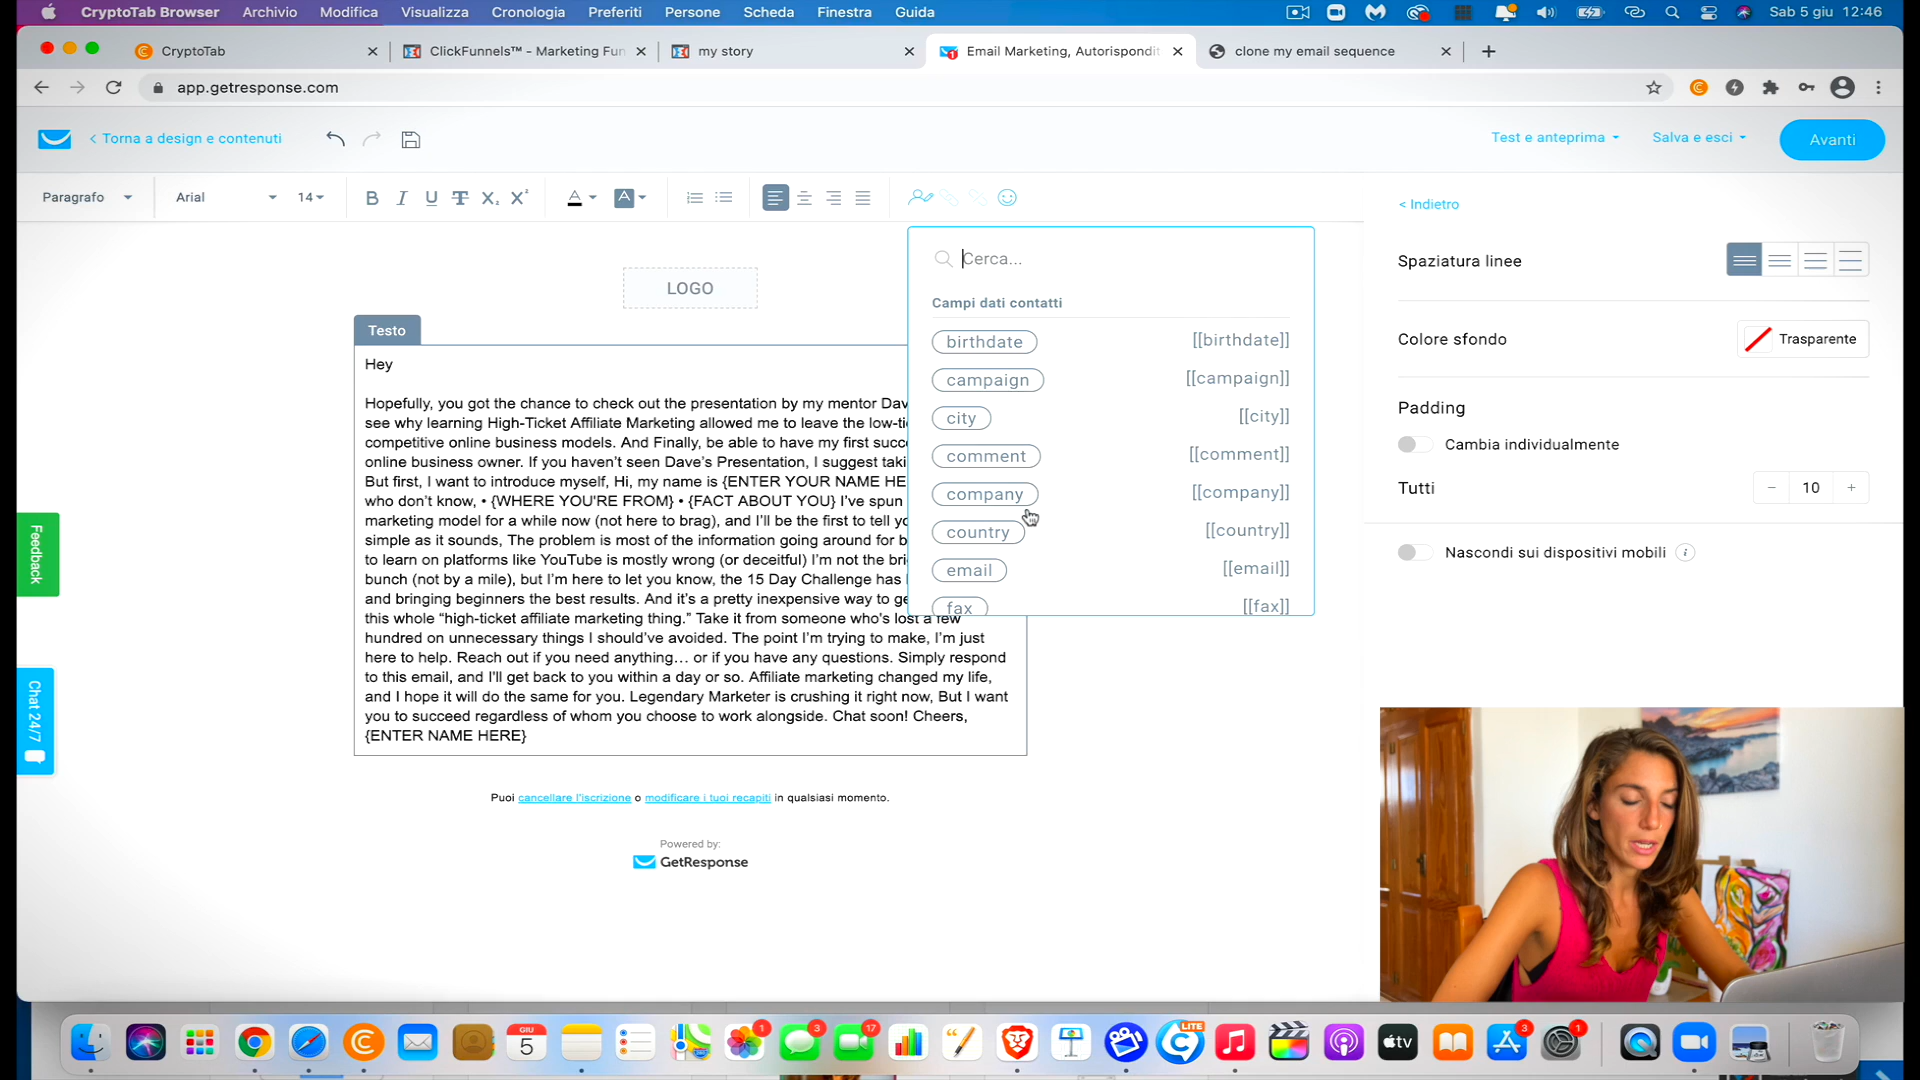 CryptoTab Browser Archivio Modifica Visualizza Cronologia Preferiti Persone Scheda Finestra Guida Sab 5 giu 12:46
CryptoTab ClickFunnels™ - Marketing Fun my story Email Marketing, Autorispondit clone my email sequence
app.getresponse.com
< Torna a design e contenuti Test e anteprima Salva e esci Avanti
Paragrafo Arial 14 B I U T X₂ X² A A
< Indietro
LOGO
Testo
Hey
Hopefully, you got the chance to check out the presentation by my mentor Dav
see why learning High-Ticket Affiliate Marketing allowed me to leave the low-ti
competitive online business models. And Finally, be able to have my first succ
online business owner. If you haven't seen Dave's Presentation, I suggest taki
But first, I want to introduce myself, Hi, my name is {ENTER YOUR NAME HE
who don't know, • {WHERE YOU'RE FROM} • {FACT ABOUT YOU} I've spun
marketing model for a while now (not here to brag), and I'll be the first to tell yo
simple as it sounds, The problem is most of the information going around for b
to learn on platforms like YouTube is mostly wrong (or deceitful) I'm not the bri
bunch (not by a mile), but I'm here to let you know, the 15 Day Challenge has
and bringing beginners the best results. And it's a pretty inexpensive way to ge
this whole “high-ticket affiliate marketing thing.” Take it from someone who's lost a few
hundred on unnecessary things I should've avoided. The point I'm trying to make, I'm just
here to help. Reach out if you need anything… or if you have any questions. Simply respond
to this email, and I'll get back to you within a day or so. Affiliate marketing changed my life,
and I hope it will do the same for you. Legendary Marketer is crushing it right now, But I want
you to succeed regardless of whom you choose to work alongside. Chat soon! Cheers,
{ENTER NAME HERE}
Cerca...
Campi dati contatti
birthdate [[birthdate]]
campaign [[campaign]]
city [[city]]
comment [[comment]]
company [[company]]
country [[country]]
email [[email]]
fax [[fax]]
Spaziatura linee
Colore sfondo Trasparente
Padding
Cambia individualmente
Tutti − 10 +
Nascondi sui dispositivi mobili i
Feedback
Chat 24/7
Puoi cancellare l'iscrizione o modificare i tuoi recapiti in qualsiasi momento.
Powered by:
GetResponse
GIU
5
1
3
17
LITE
tv
3
1